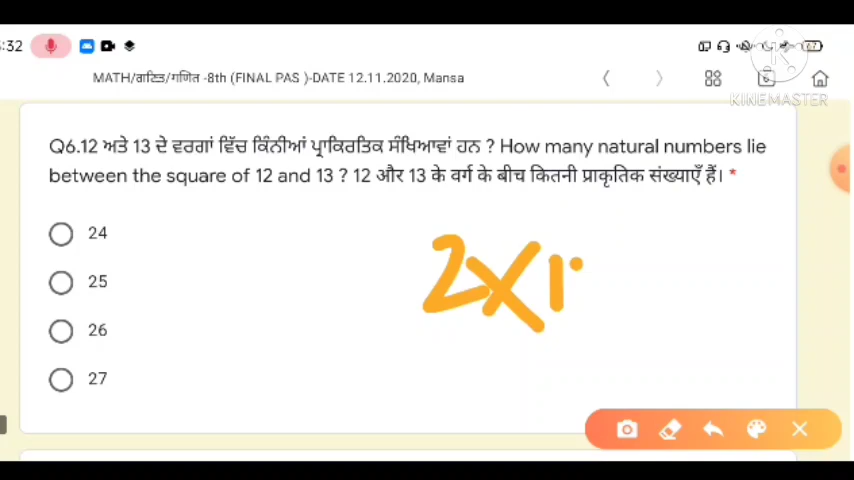 :32
MATH/ਗਣਿਤ/गणित -8th (FINAL PAS )-DATE 12.11.2020, Mansa
KINEMASTER
Q6.12 ਅਤੇ 13 ਦੇ ਵਰਗਾਂ ਵਿੱਚ ਕਿੰਨੀਆਂ ਪ੍ਰਾਕਿਰਤਿਕ ਸੰਖਿਆਵਾਂ ਹਨ ? How many natural numbers lie
between the square of 12 and 13 ? 12 और 13 के वर्ग के बीच कितनी प्राकृतिक संख्याएँ हैं। *
24
25
26
27
2X1